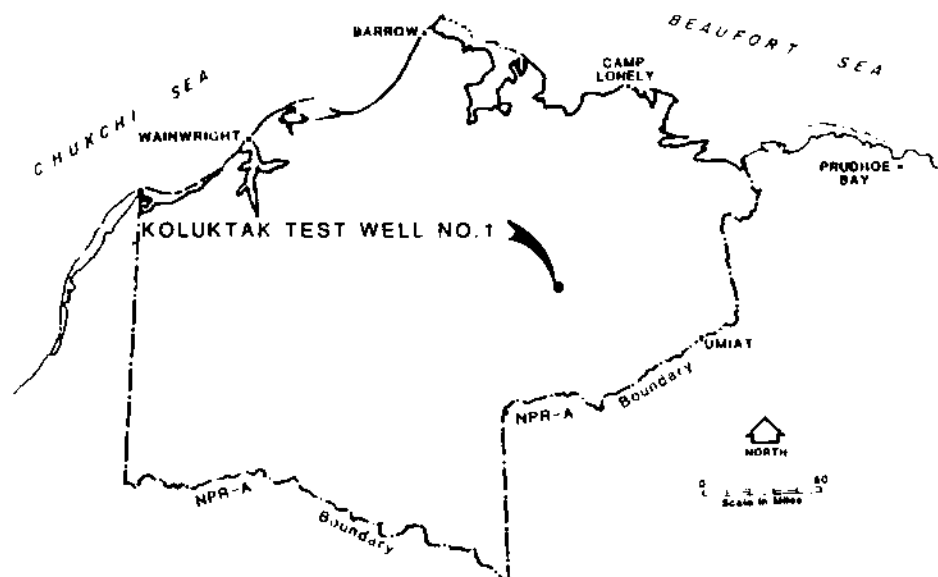 BEAUFORT SEA
BARROW
CAMP
LONELY
CHUKCHI SEA
WAINWRIGHT
PRUDHOE
BAY
KOLUKTAK TEST WELL NO.1
UMIAT
NPR-A Boundary
NORTH
0
Scale in Miles
NPR-A Boundary